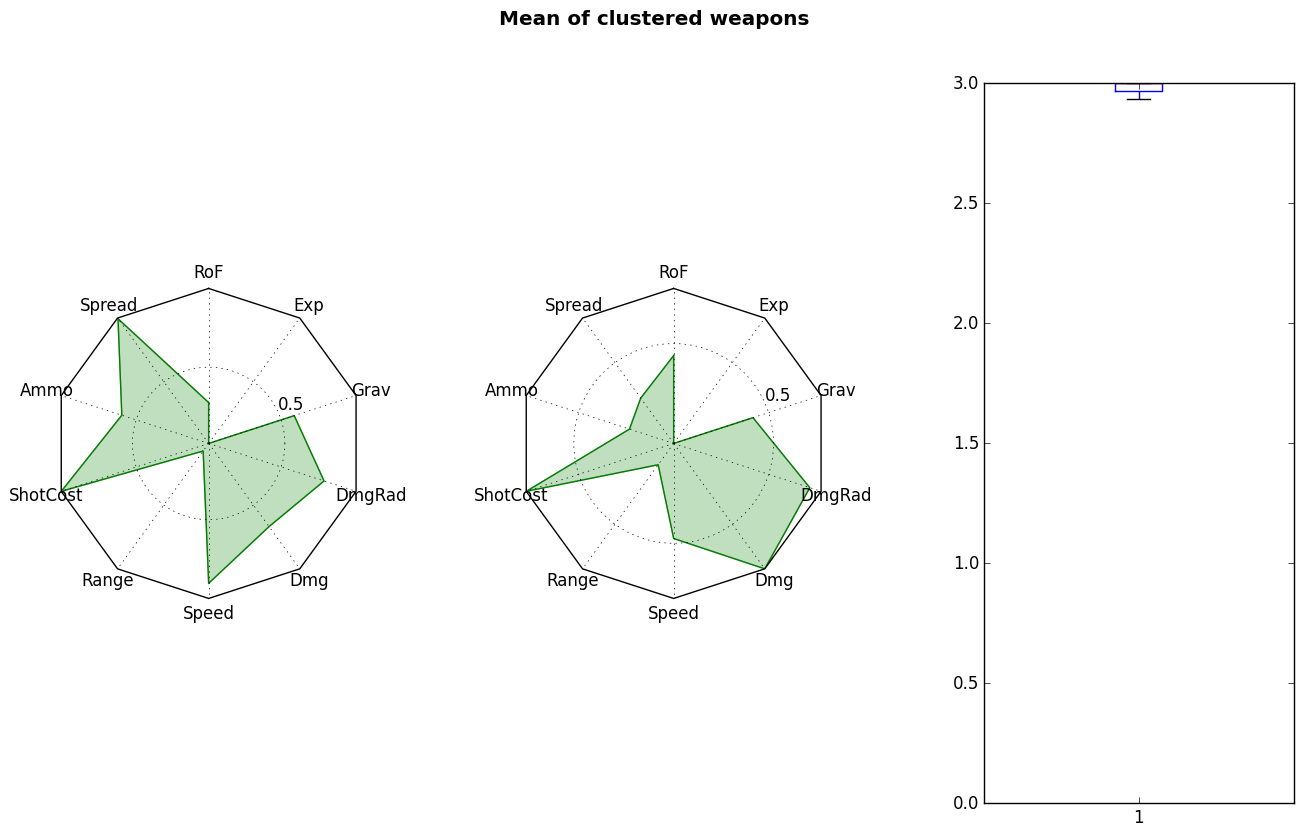 Mean of clustered weapons
RoF
Exp
Spread
Grav
Ammo
0.5
ShotCost
DmgRad
Range
Dmg
Speed
RoF
Exp
Spread
Grav
Ammo
0.5
ShotCost
DmgRad
Range
Dmg
Speed
3.0
2.5
2.0
1.5
1.0
0.5
0.0
1